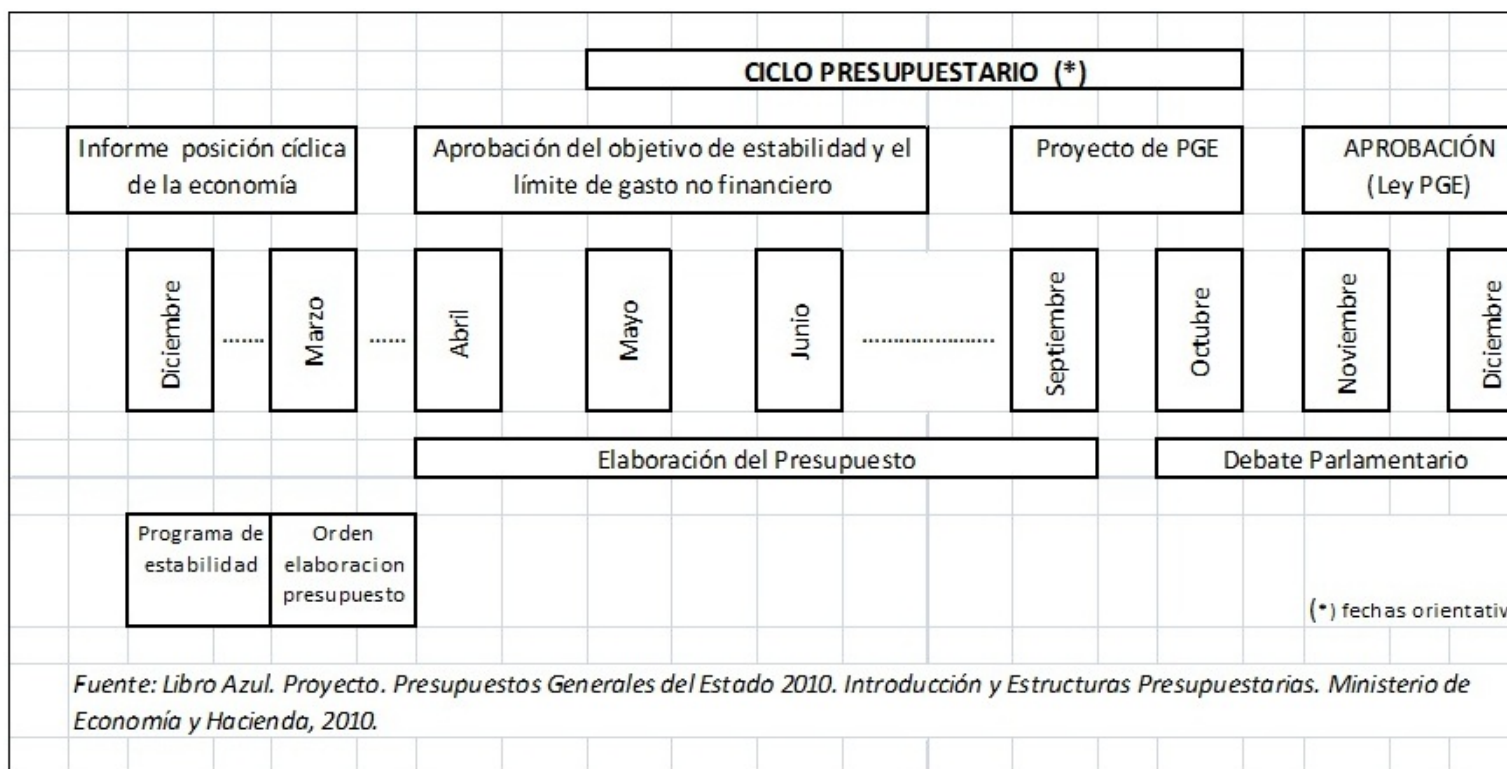 CICLO PRESUPUESTARIO (*)
Informe posición cíclica
de la economía
Aprobación del objetivo de estabilidad y el
límite de gasto no financiero
Proyecto de PGE
APROBACIÓN
(Ley PGE)
Diciembre
.......
Marzo
......
Abril
Mayo
Junio
......................
Septiembre
Octubre
Noviembre
Diciembre
Elaboración del Presupuesto
Debate Parlamentario
Programa de
estabilidad
Orden
elaboracion
presupuesto
(*) fechas orientativ
Fuente: Libro Azul. Proyecto. Presupuestos Generales del Estado 2010. Introducción y Estructuras Presupuestarias. Ministerio de
Economía y Hacienda, 2010.